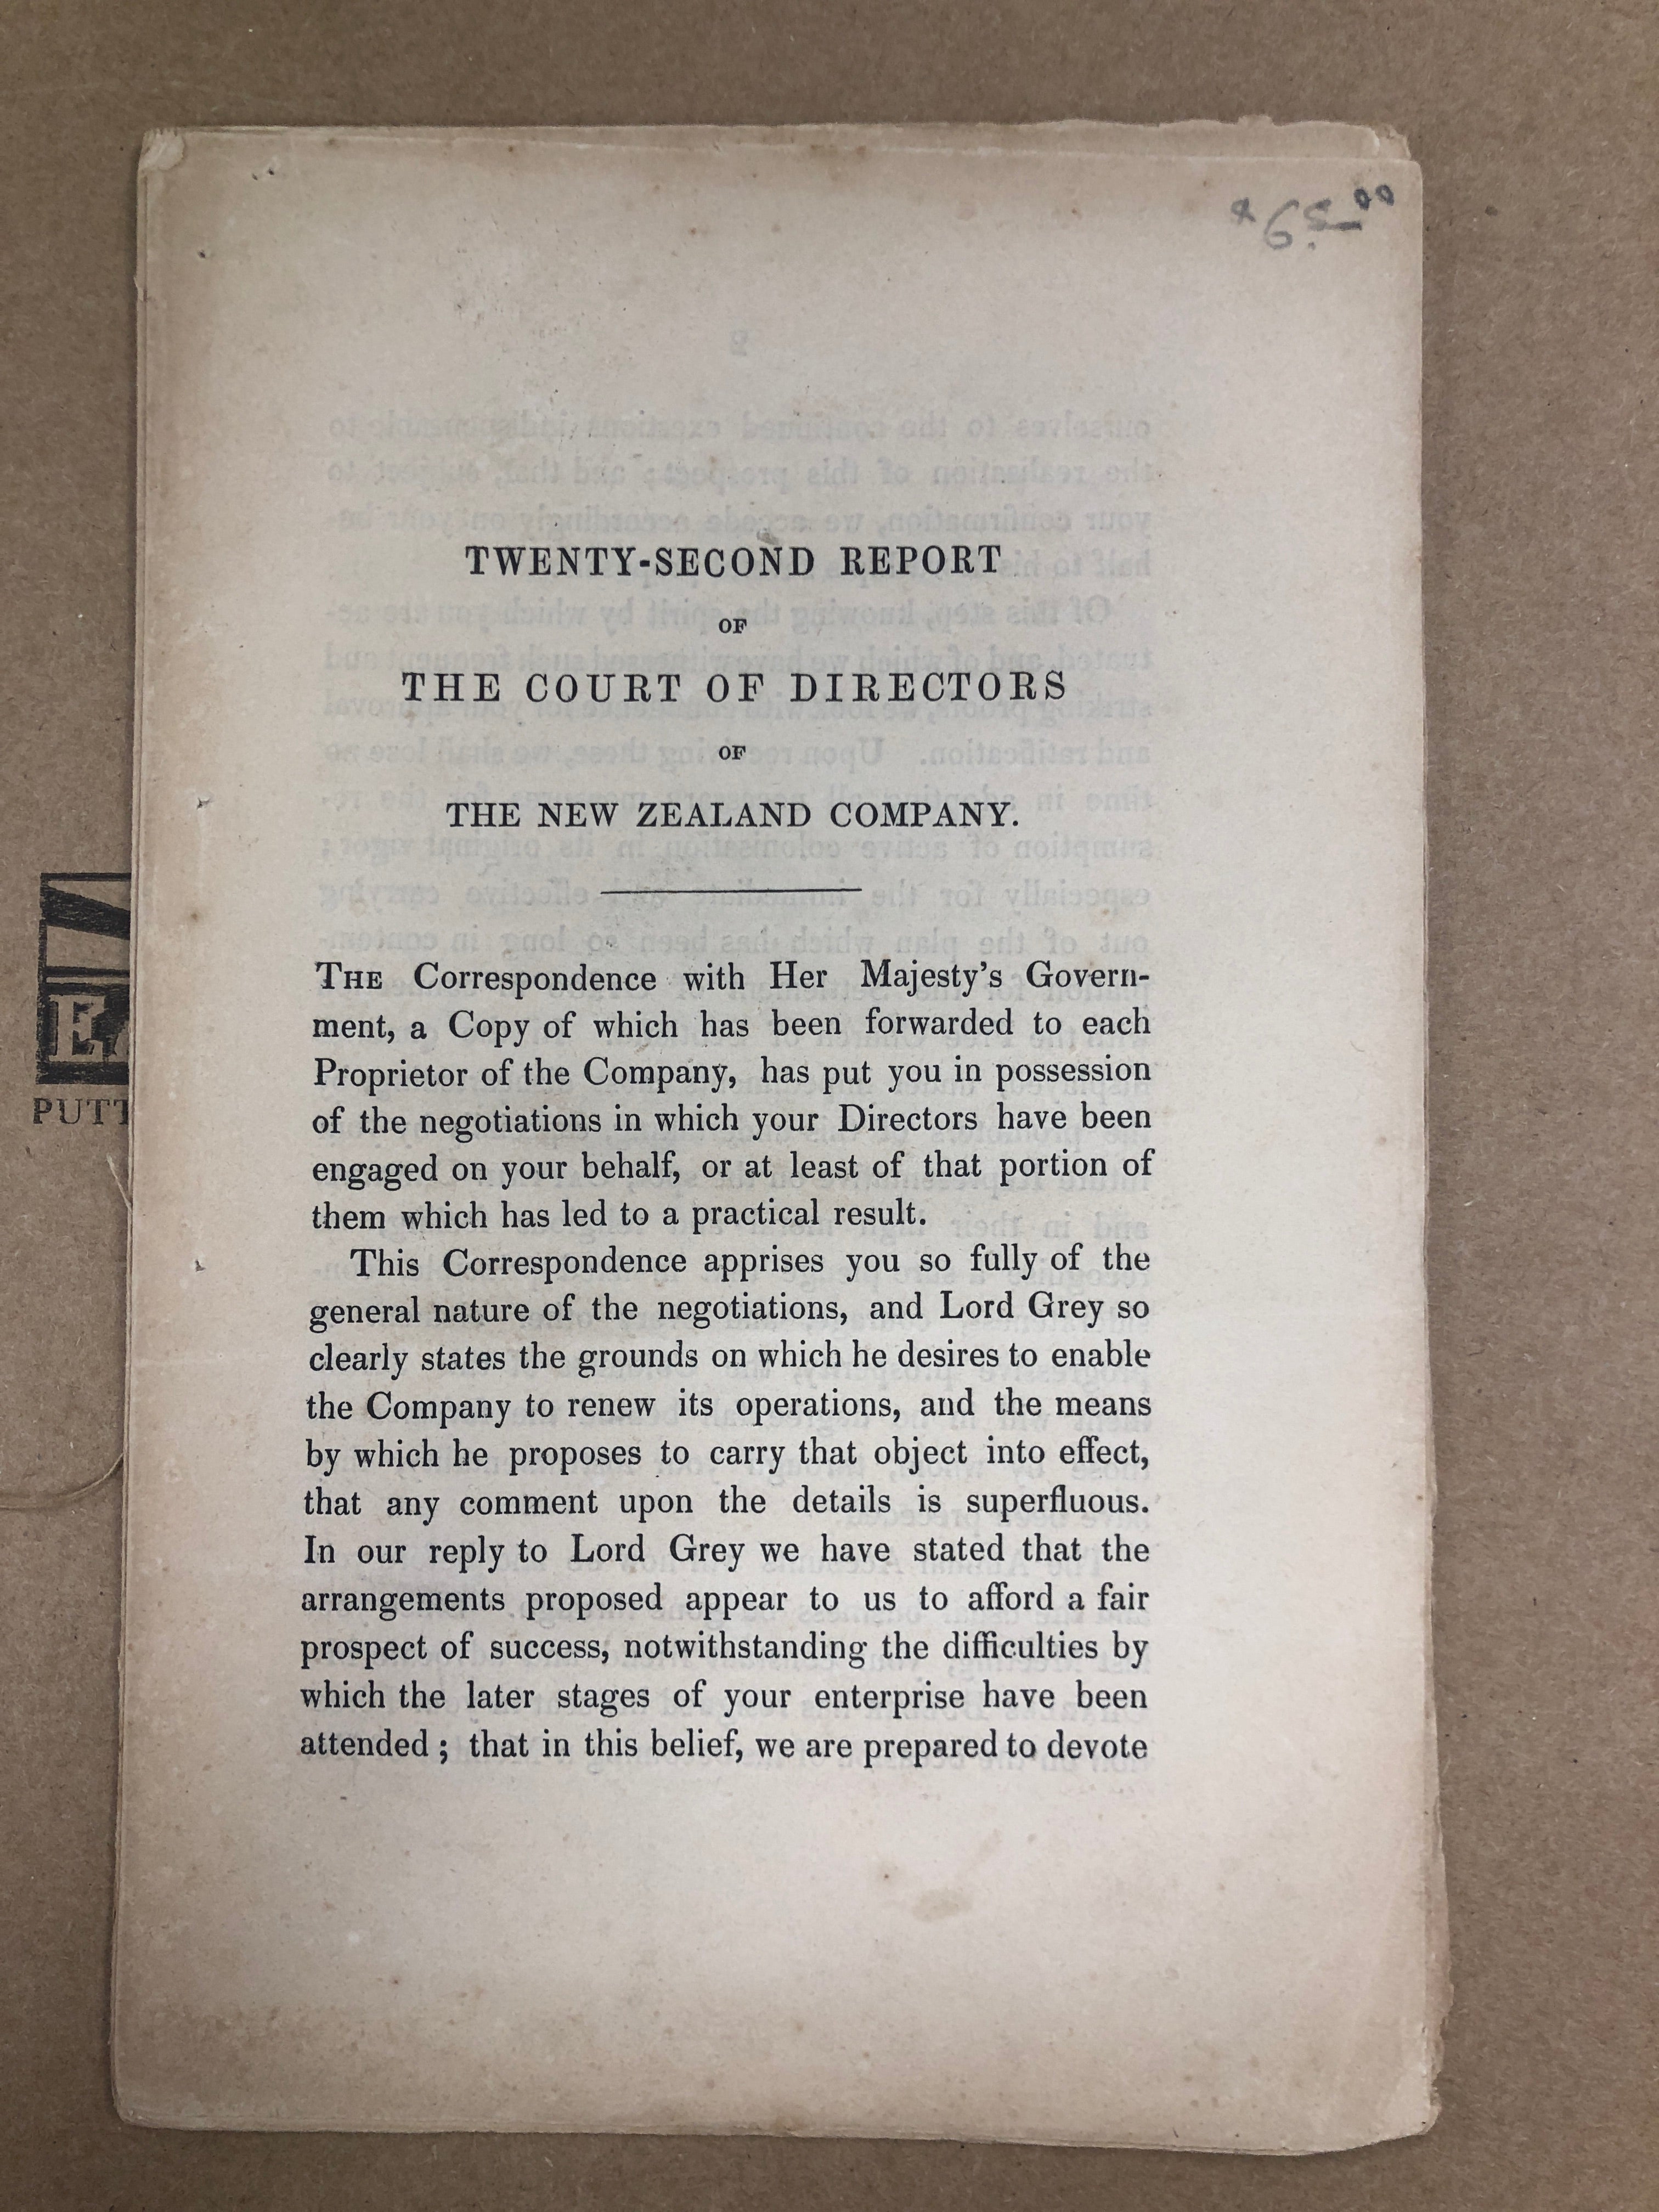 65.00
TWENTY-SECOND REPORT
OF
THE COURT OF DIRECTORS
OF
THE NEW ZEALAND COMPANY.
THE Correspondence with Her Majesty's Govern-
ment, a Copy of which has been forwarded to each
Proprietor of the Company, has put you in possession
of the negotiations in which your Directors have been
engaged on your behalf, or at least of that portion of
them which has led to a practical result.
This Correspondence apprises you so fully of the
general nature of the negotiations, and Lord Grey so
clearly states the grounds on which he desires to enable
the Company to renew its operations, and the means
by which he proposes to carry that object into effect,
that any comment upon the details is superfluous.
In our reply to Lord Grey we have stated that the
arrangements proposed appear to us to afford a fair
prospect of success, notwithstanding the difficulties by
which the later stages of your enterprise have been
attended ; that in this belief, we are prepared to devote
PUTT